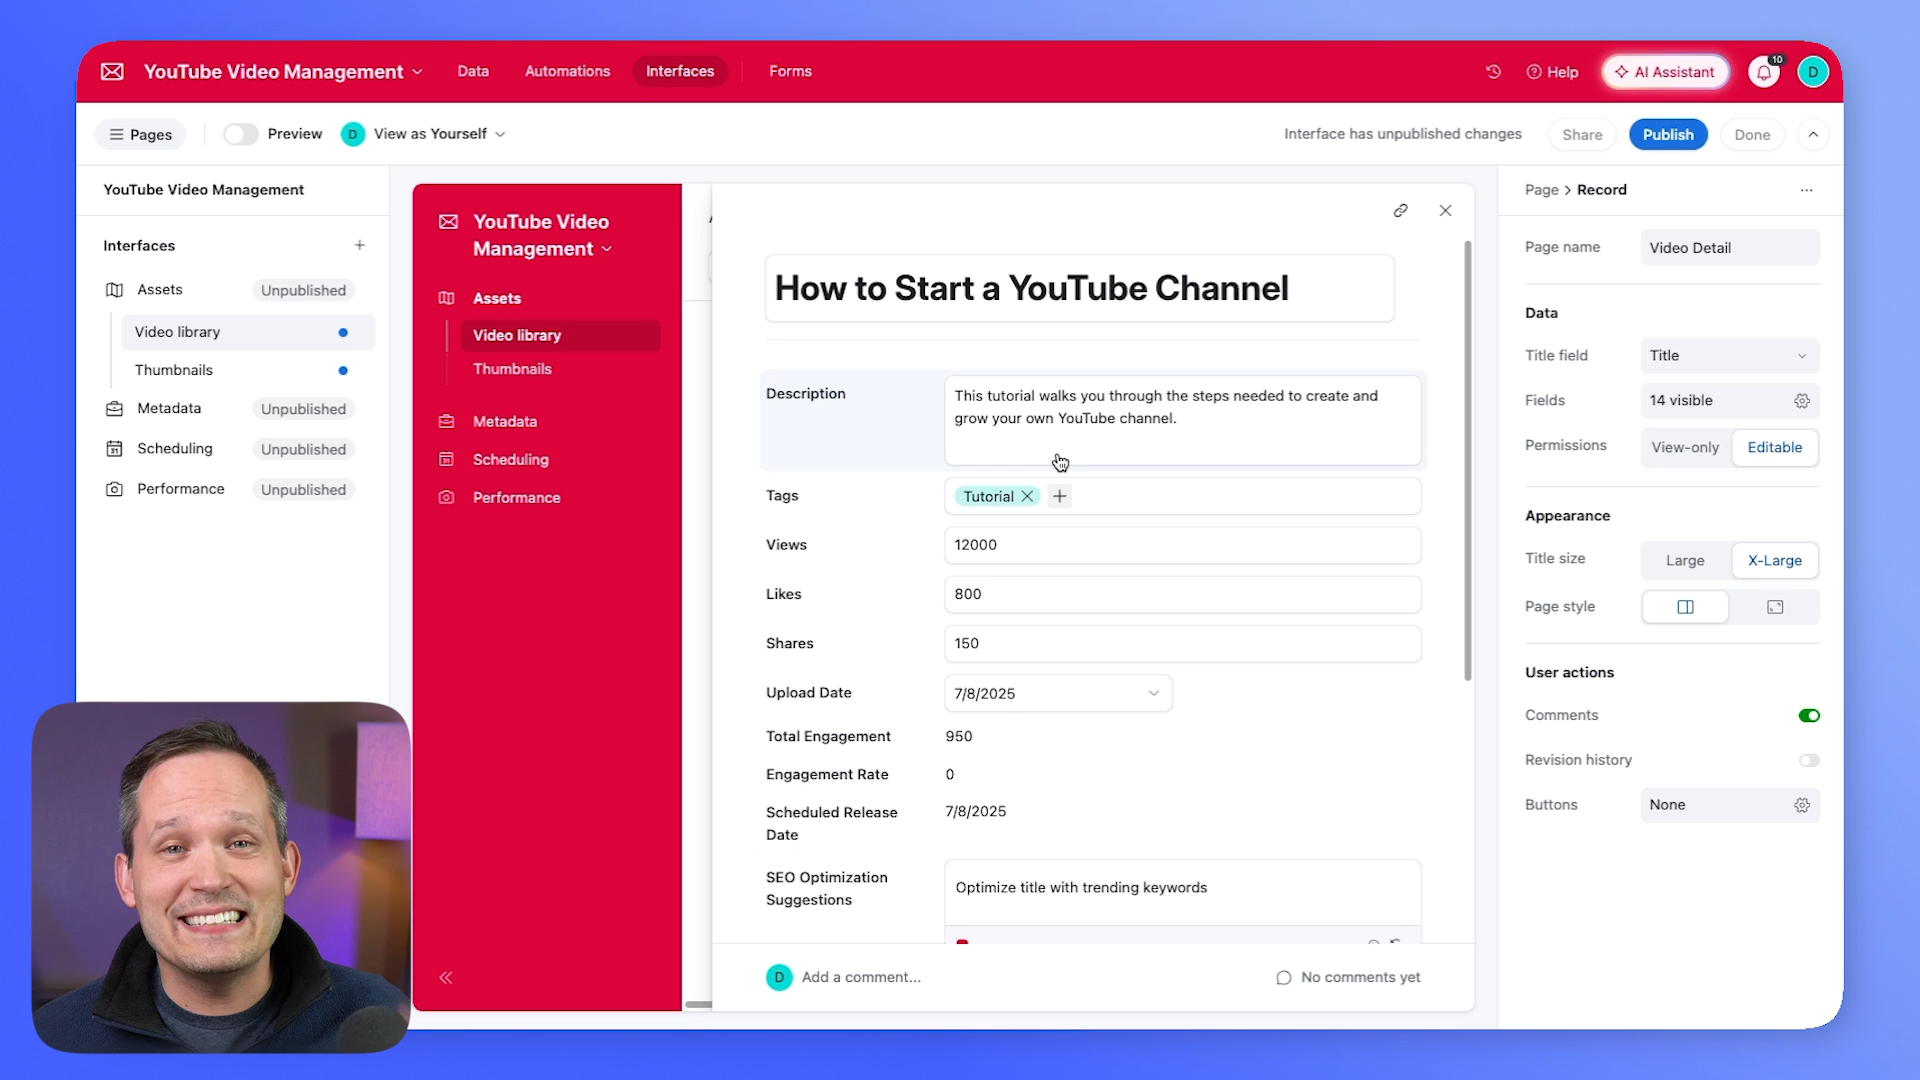 YouTube Video Management
Data
Automations
Interfaces
Forms
Help
AI Assistant
10
D
Pages
Preview
D
View as Yourself
Interface has unpublished changes
Share
Publish
Done
YouTube Video Management
Interfaces
Assets
Unpublished
Video library
Thumbnails
Metadata
Unpublished
Scheduling
Unpublished
Performance
Unpublished
YouTube Video
Management
Assets
Video library
Thumbnails
Metadata
Scheduling
Performance
How to Start a YouTube Channel
Description
This tutorial walks you through the steps needed to create and
grow your own YouTube channel.
Tags
Tutorial
Views
12000
Likes
800
Shares
150
Upload Date
7/8/2025
Total Engagement
950
Engagement Rate
0
Scheduled Release
Date
7/8/2025
SEO Optimization
Suggestions
Optimize title with trending keywords
D
Add a comment...
No comments yet
Page > Record
Page name
Video Detail
Data
Title field
Title
Fields
14 visible
Permissions
View-only
Editable
Appearance
Title size
Large
X-Large
Page style
User actions
Comments
Revision history
Buttons
None